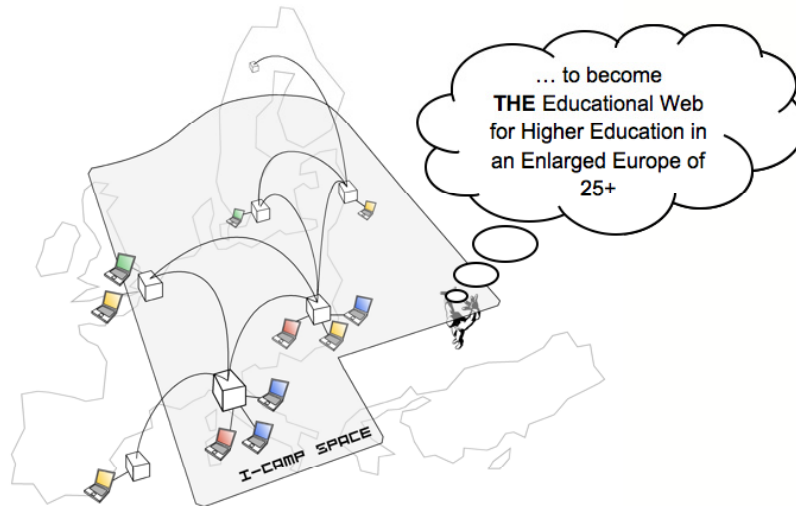 … to become
THE Educational Web
for Higher Education in
an Enlarged Europe of
25+
I-CAMP SPACE